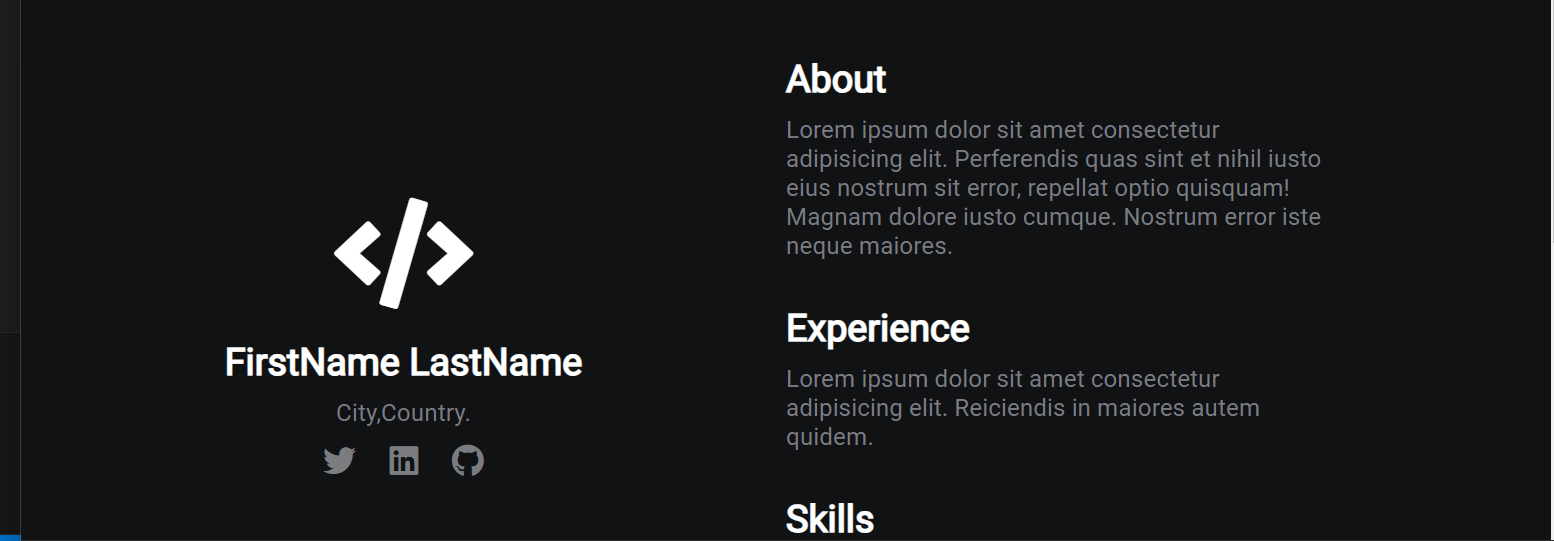 </>
FirstName LastName
City,Country.
in
About
Lorem ipsum dolor sit amet consectetur
adipisicing elit. Perferendis quas sint et nihil iusto
eius nostrum sit error, repellat optio quisquam!
Magnam dolore iusto cumque. Nostrum error iste
neque maiores.
Experience
Lorem ipsum dolor sit amet consectetur
adipisicing elit. Reiciendis in maiores autem
quidem.
Skills